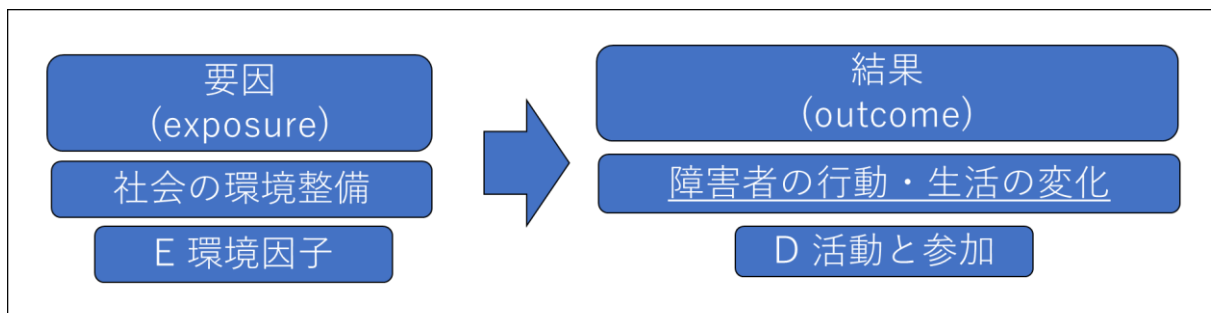 要因
(exposure)
社会の環境整備
E 環境因子
結果
(outcome)
障害者の行動・生活の変化
D 活動と参加